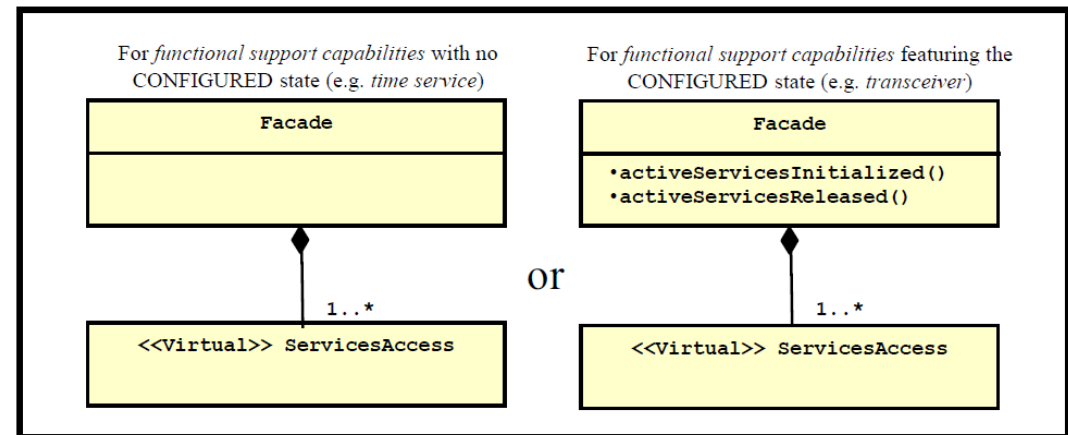 For functional support capabilities with no
CONFIGURED state (e.g. time service)
Facade
1..*
<<Virtual>> ServicesAccess
or
For functional support capabilities featuring the
CONFIGURED state (e.g. transceiver)
Facade
•activeServicesInitialized()
•activeServicesReleased()
1..*
<<Virtual>> ServicesAccess